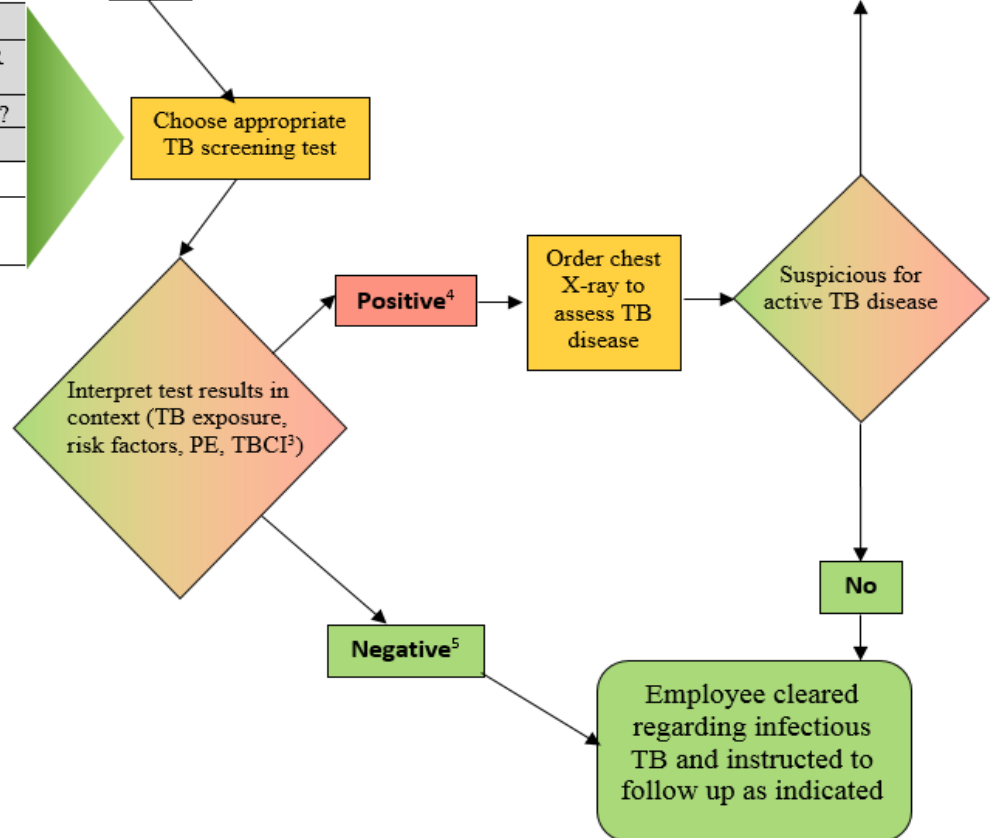 ?
Choose appropriate
TB screening test
Interpret test results in
context (TB exposure,
risk factors, PE, TBCI³)
Positive⁴
Order chest
X-ray to
assess TB
disease
Suspicious for
active TB disease
Negative⁵
No
Employee cleared
regarding infectious
TB and instructed to
follow up as indicated